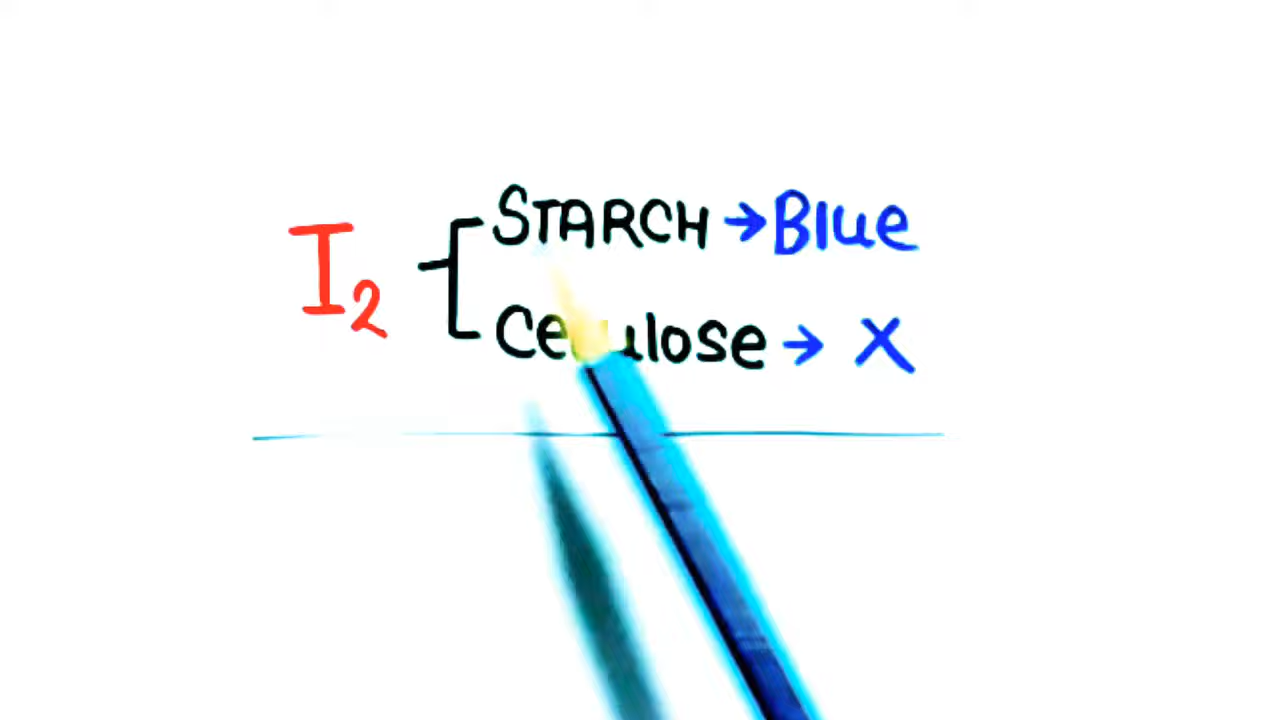 I₂
STARCH → Blue
Cellulose → X